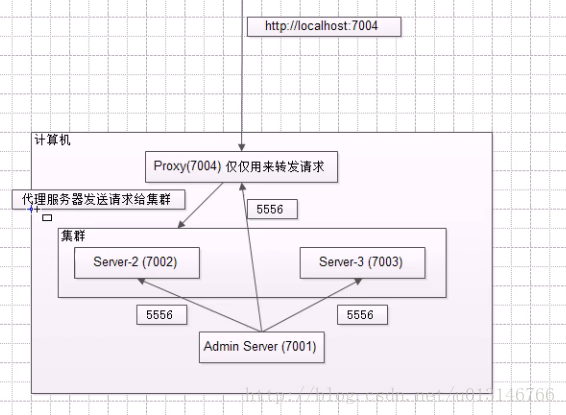 http://localhost:7004
计算机
Proxy(7004) 仅仅用来转发请求
代理服务器发送请求给集群
5556
集群
Server-2 (7002)
Server-3 (7003)
5556
5556
Admin Server (7001)
http://blog.csdn.net/u013146766